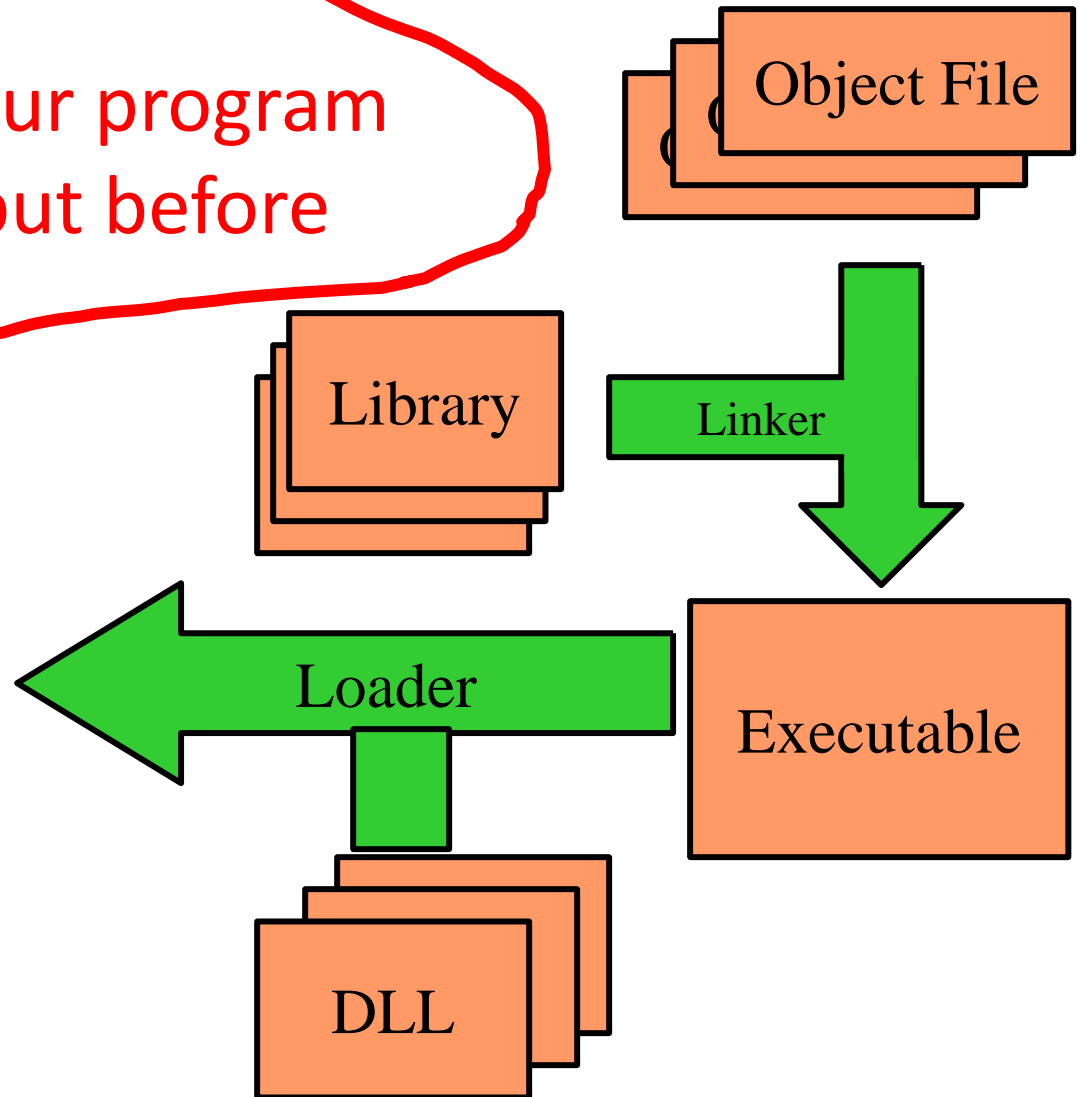 Object File
ur program
out before
Library
Linker
Loader
Executable
DLL